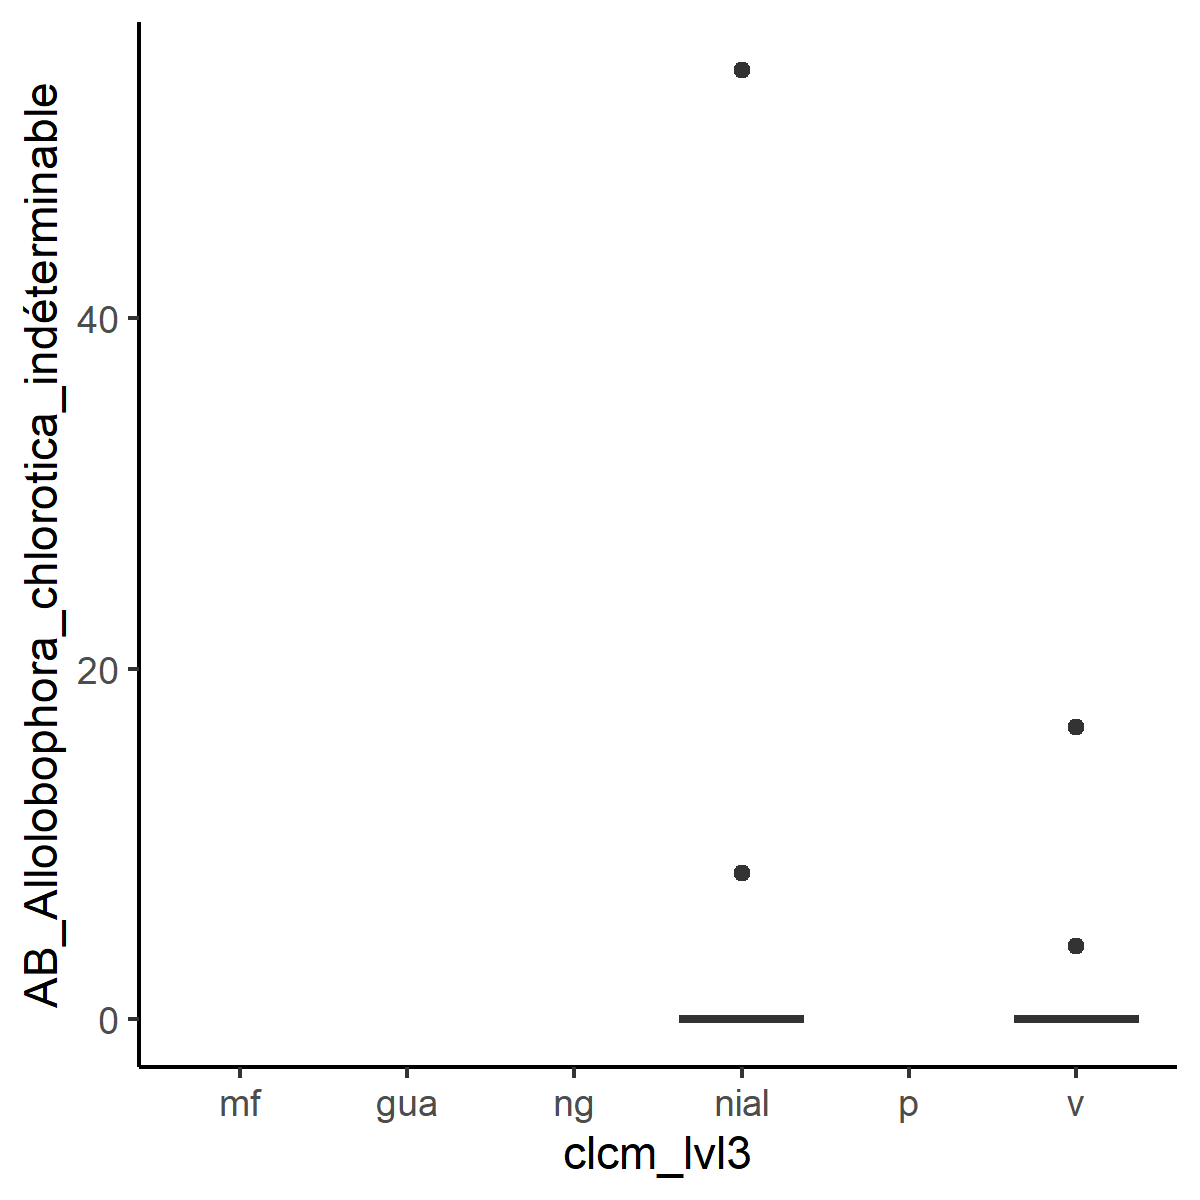 AB_Allolobophora_chlorotica_indéterminable
40
20
0
mf gua ng nial p v
clcm_lvl3